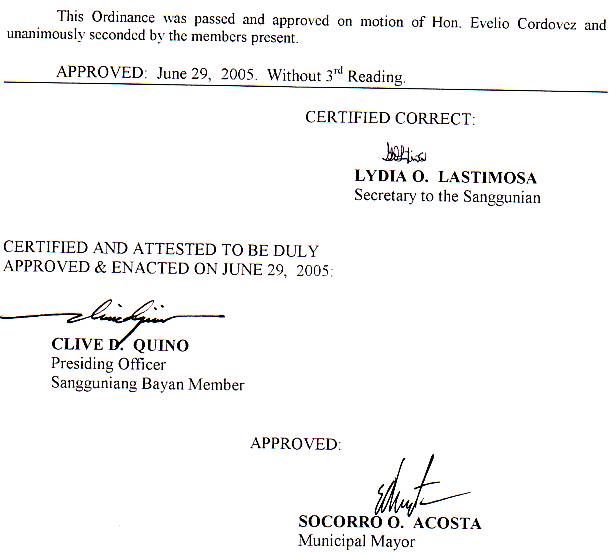 This Ordinance was passed and approved on motion of Hon. Evelio Cordovez and
unanimously seconded by the members present.
APPROVED: June 29, 2005. Without 3rd Reading.
CERTIFIED CORRECT:
LYDIA O. LASTIMOSA
Secretary to the Sanggunian
CERTIFIED AND ATTESTED TO BE DULY
APPROVED & ENACTED ON JUNE 29, 2005:
CLIVE D. QUINO
Presiding Officer
Sangguniang Bayan Member
APPROVED:
SOCORRO O. ACOSTA
Municipal Mayor